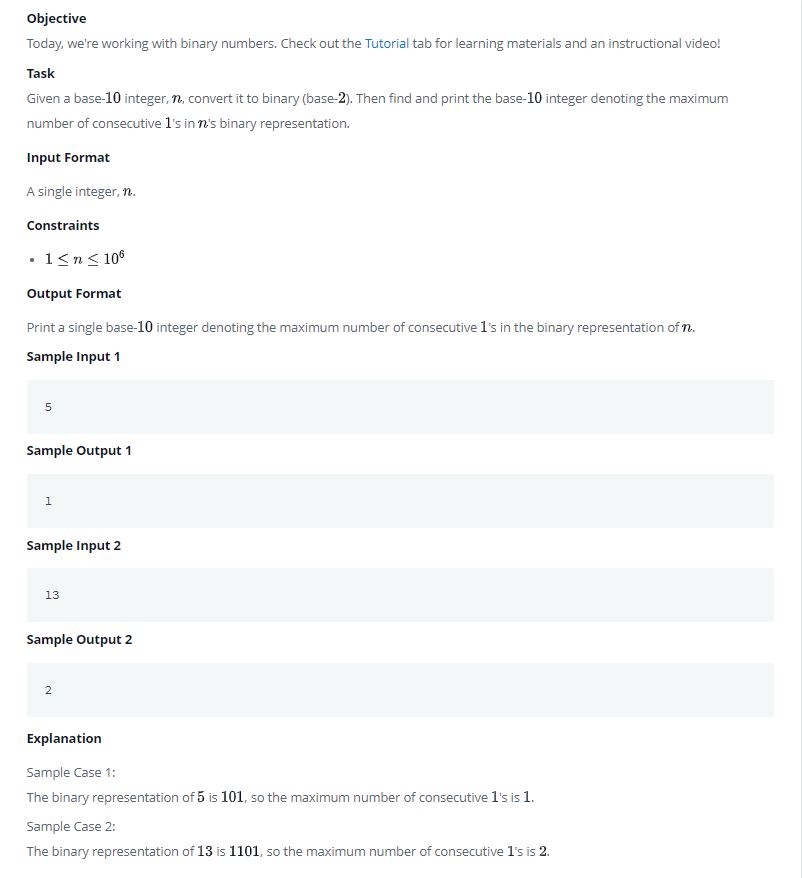 Objective
Today, we're working with binary numbers. Check out the Tutorial tab for learning materials and an instructional video!
Task
Given a base-10 integer, n, convert it to binary (base-2). Then find and print the base-10 integer denoting the maximum
number of consecutive 1's in n's binary representation.
Input Format
A single integer, n.
Constraints
• 1 ≤ n ≤ 10⁶
Output Format
Print a single base-10 integer denoting the maximum number of consecutive 1's in the binary representation of n.
Sample Input 1
5
Sample Output 1
1
Sample Input 2
13
Sample Output 2
2
Explanation
Sample Case 1:
The binary representation of 5 is 101, so the maximum number of consecutive 1's is 1.
Sample Case 2:
The binary representation of 13 is 1101, so the maximum number of consecutive 1's is 2.